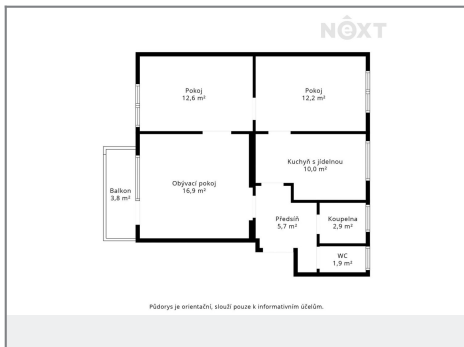 NEXT
Pokoj
12,6 m²
Pokoj
12,2 m²
Kuchyň s jídelnou
10,0 m²
Obývací pokoj
16,9 m²
Balkon
3,8 m²
Předsíň
5,7 m²
Koupelna
2,9 m²
WC
1,9 m²
Půdorys je orientační, slouží pouze k informativním účelům.